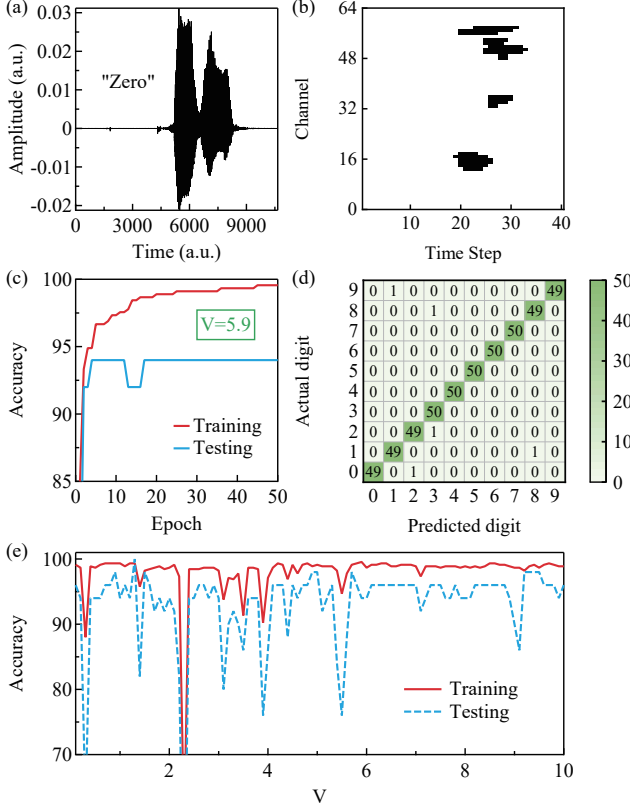 (a)
0.03
0.02
0.01
0
-0.01
-0.02
Amplitude (a.u.)
"Zero"
0 3000 6000 9000
Time (a.u.)
(b)
64
48
32
16
0
Channel
10 20 30 40
Time Step
(c)
100
95
90
85
Accuracy
V=5.9
Training
Testing
0 10 20 30 40 50
Epoch
(d)
Actual digit
9 0 1 0 0 0 0 0 0 0 49
8 0 0 0 1 0 0 0 0 49 0
7 0 0 0 0 0 0 0 50 0 0
6 0 0 0 0 0 0 50 0 0 0
5 0 0 0 0 0 50 0 0 0 0
4 0 0 0 0 50 0 0 0 0 0
3 0 0 0 50 0 0 0 0 0 0
2 0 0 49 1 0 0 0 0 0 0
1 0 49 0 0 0 0 0 0 1 0
0 49 0 1 0 0 0 0 0 0 0
0 1 2 3 4 5 6 7 8 9
Predicted digit
50
40
30
20
10
0
(e)
100
90
80
70
Accuracy
Training
Testing
2 4 6 8 10
V